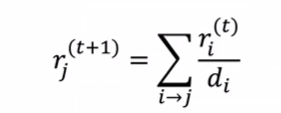 r_j^{(t+1)} = \sum_{i \to j} \frac{r_i^{(t)}}{d_i}